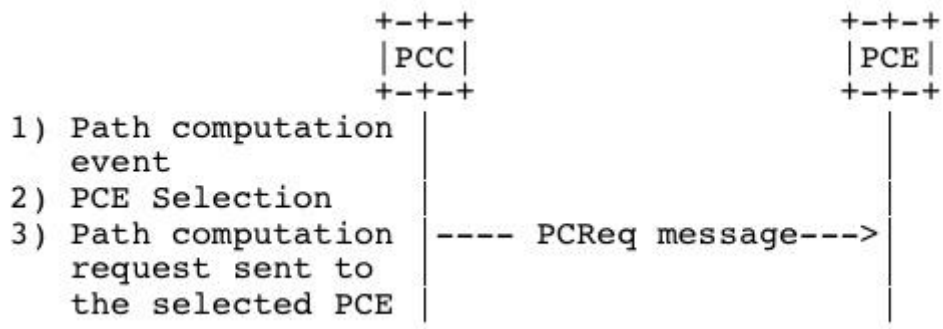 +-+-+ +-+-+
|PCC| |PCE|
+-+-+ +-+-+
1) Path computation | |
event | |
2) PCE Selection | |
3) Path computation |---- PCReq message--->|
request sent to | |
the selected PCE | |